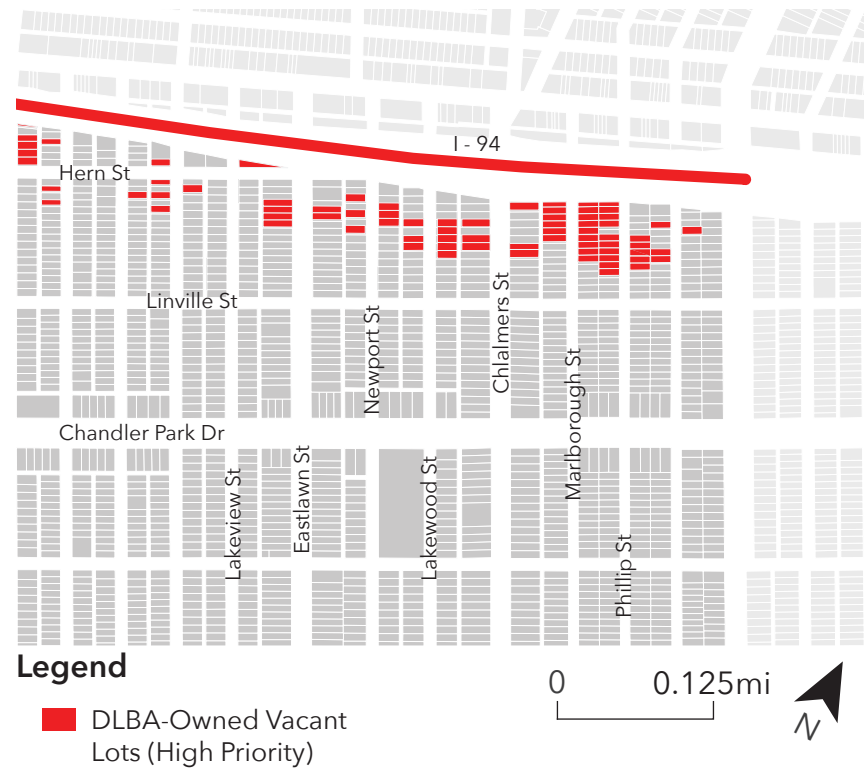 I - 94
Hern St
Linville St
Chlalmers St
Newport St
Marlborough St
Chandler Park Dr
Lakeview St
Eastlawn St
Lakewood St
Phillip St
Legend
0
0.125mi
N
DLBA-Owned Vacant
Lots (High Priority)